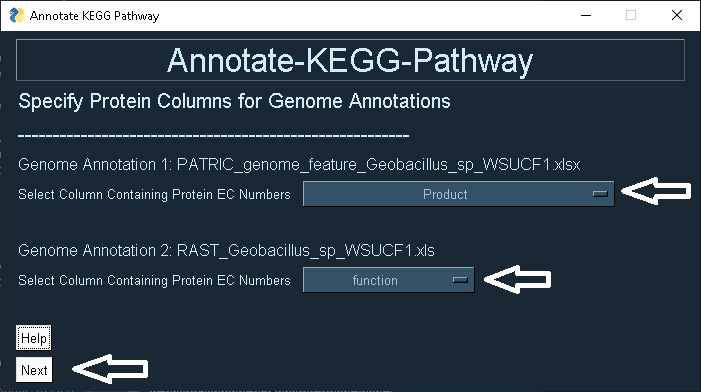 Annotate KEGG Pathway
Annotate-KEGG-Pathway
Specify Protein Columns for Genome Annotations
--------------------------------------------------------
Genome Annotation 1: PATRIC_genome_feature_Geobacillus_sp_WSUCF1.xlsx
Select Column Containing Protein EC Numbers Product
Genome Annotation 2: RAST_Geobacillus_sp_WSUCF1.xls
Select Column Containing Protein EC Numbers function
Help
Next